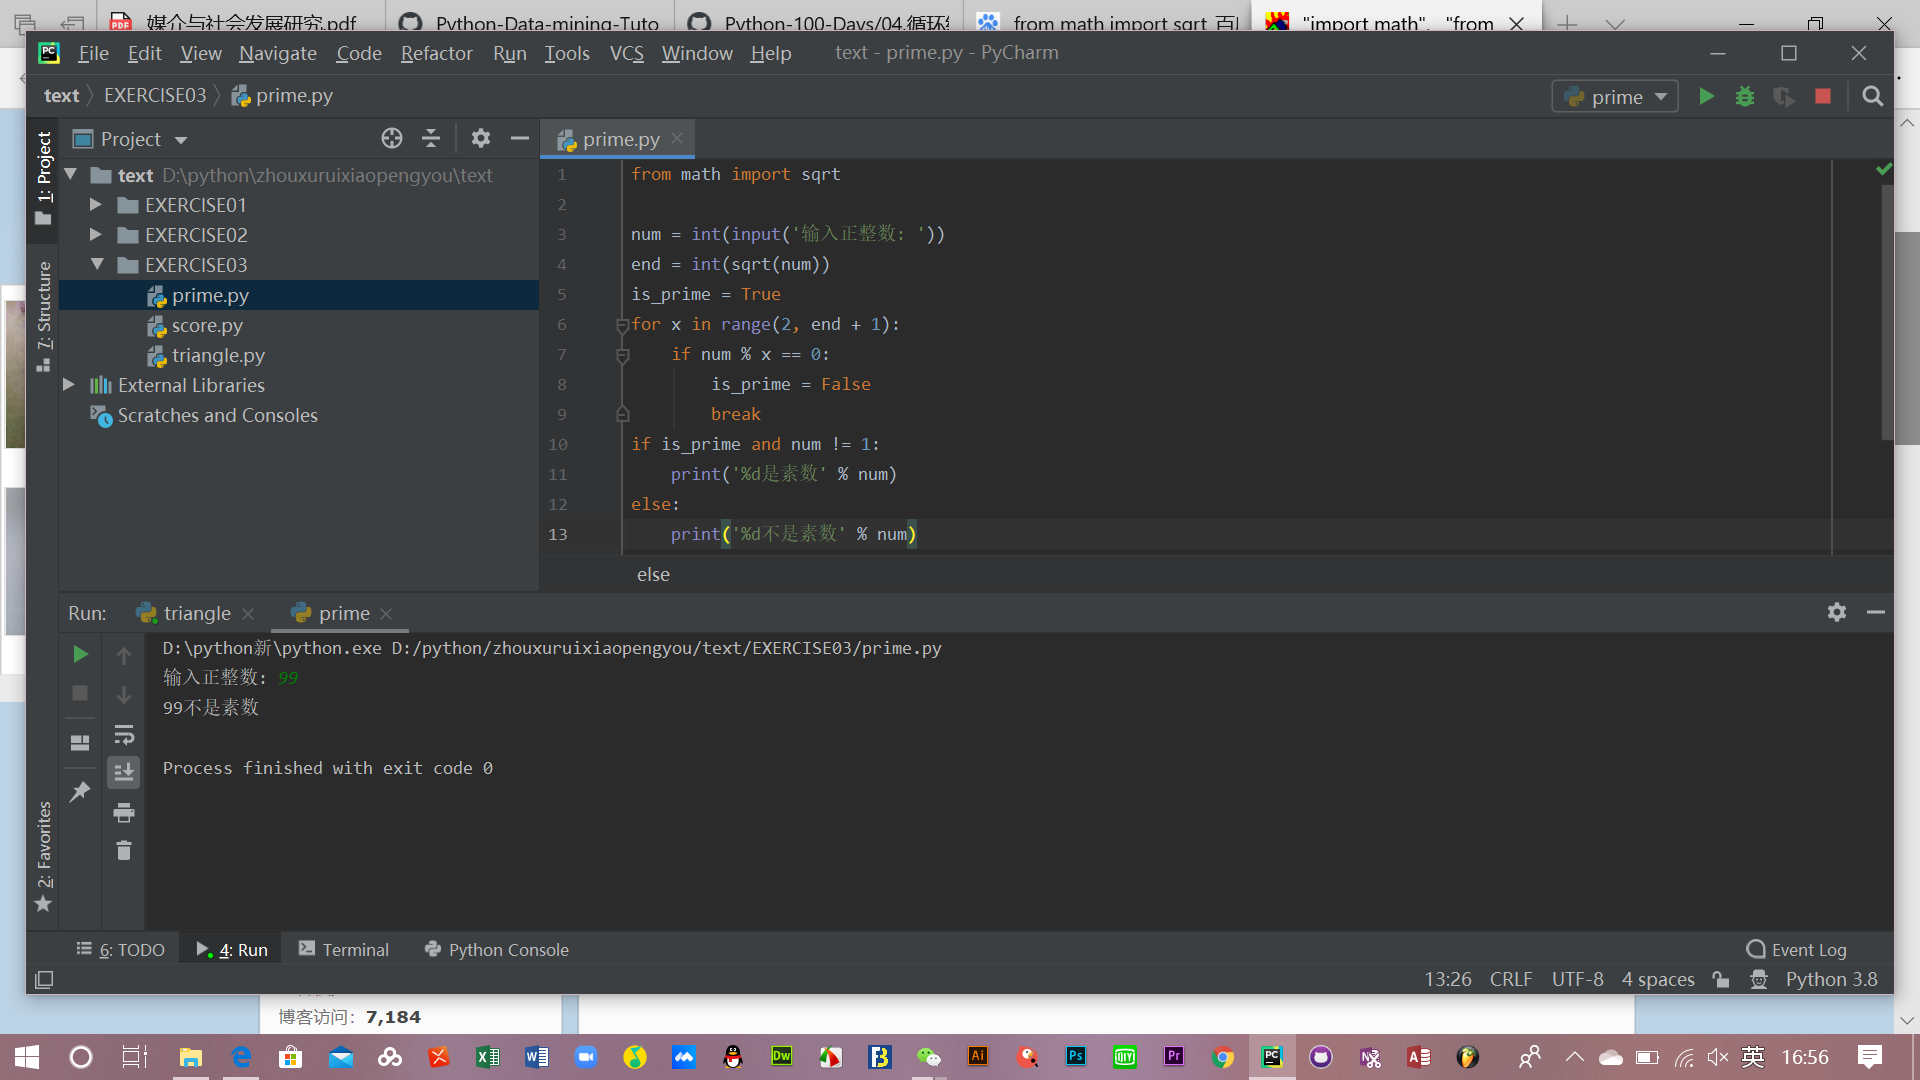 媒介与社会发展研究.pdf
Python-Data-mining-Tuto
Python-100-Days/04.循环结
from math import sqrt_百
"import math"、"from
File Edit View Navigate Code Refactor Run Tools VCS Window Help
text - prime.py - PyCharm
text EXERCISE03 prime.py
prime
Project
prime.py
1: Project
7: Structure
2: Favorites
text D:\python\zhouxuruixiaopengyou\text
EXERCISE01
EXERCISE02
EXERCISE03
prime.py
score.py
triangle.py
External Libraries
Scratches and Consoles
1 from math import sqrt
2
3 num = int(input('输入正整数: '))
4 end = int(sqrt(num))
5 is_prime = True
6 for x in range(2, end + 1):
7     if num % x == 0:
8         is_prime = False
9         break
10 if is_prime and num != 1:
11     print('%d是素数' % num)
12 else:
13     print('%d不是素数' % num)
else
Run: triangle prime
D:\python新\python.exe D:/python/zhouxuruixiaopengyou/text/EXERCISE03/prime.py
输入正整数: 99
99不是素数
Process finished with exit code 0
6: TODO 4: Run Terminal Python Console Event Log
13:26 CRLF UTF-8 4 spaces Python 3.8
博客访问: 7,184
英 16:56